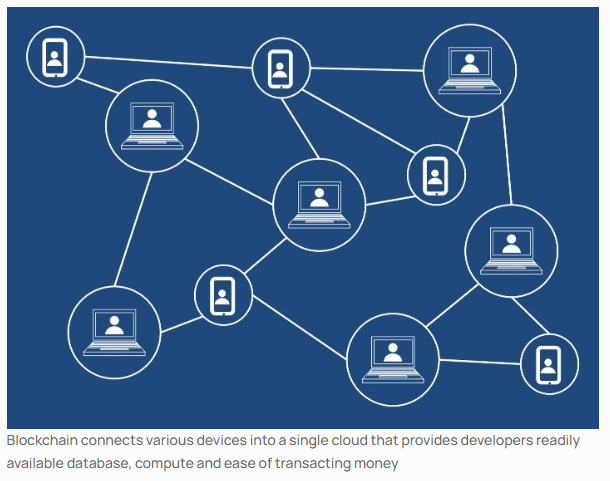 Blockchain connects various devices into a single cloud that provides developers readily
available database, compute and ease of transacting money